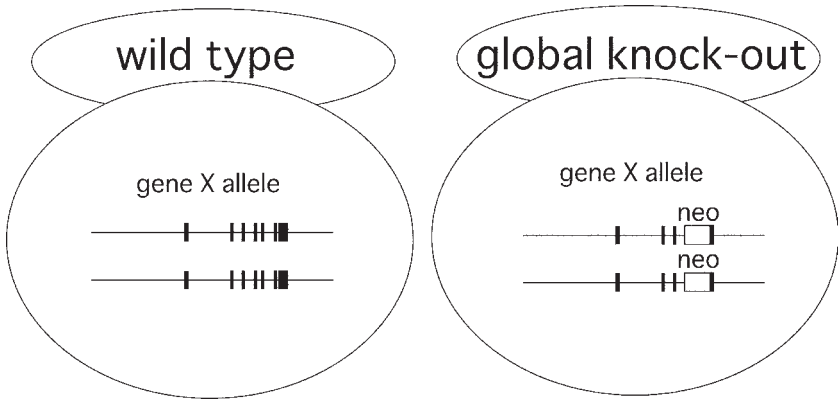 wild type
gene X allele
global knock-out
gene X allele
neo
neo